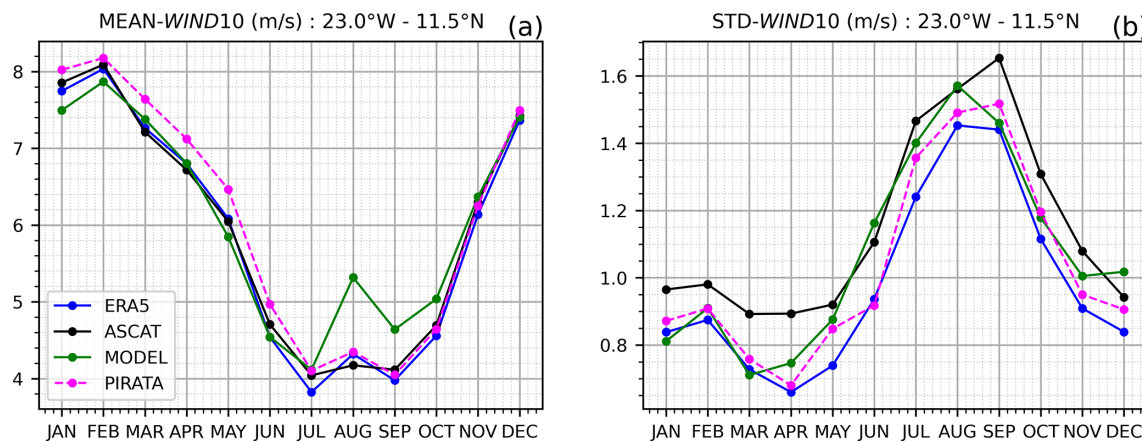 MEAN-WIND10 (m/s) : 23.0°W - 11.5°N
(a)
8
7
6
5
4
ERA5
ASCAT
MODEL
PIRATA
JAN FEB MAR APR MAY JUN JUL AUG SEP OCT NOV DEC
STD-WIND10 (m/s) : 23.0°W - 11.5°N
(b)
1.6
1.4
1.2
1.0
0.8
JAN FEB MAR APR MAY JUN JUL AUG SEP OCT NOV DEC